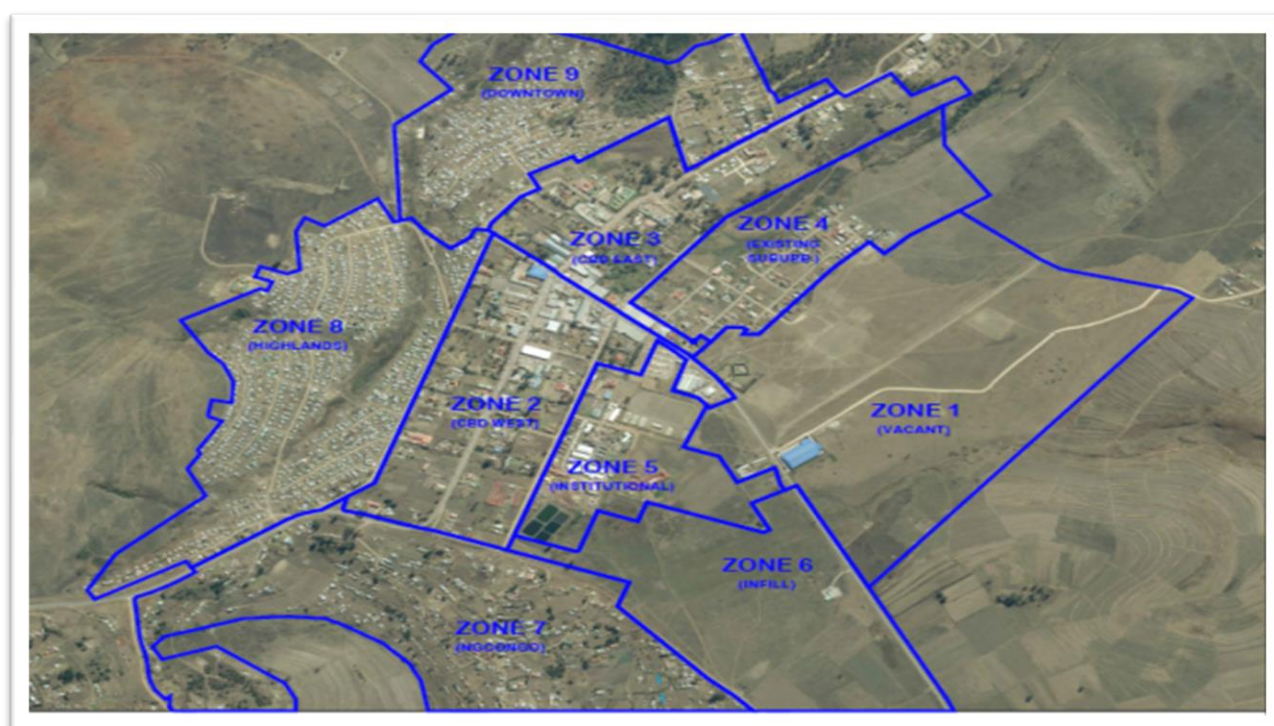 ZONE 9
(DOWNTOWN)
ZONE 3
(CBD EAST)
ZONE 4
(EXISTING
SUBURB)
ZONE 8
(HIGHLANDS)
ZONE 2
(CBD WEST)
ZONE 1
(VACANT)
ZONE 5
(INSTITUTIONAL)
ZONE 6
(INFILL)
ZONE 7